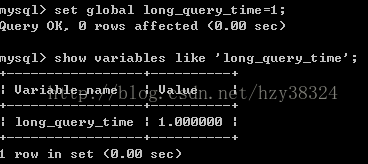 mysql> set global long_query_time=1;
Query OK, 0 rows affected (0.00 sec)
mysql> show variables like 'long_query_time';
+-----------------+----------+
| Variable_name | Value |
+-----------------+----------+
| long_query_time | 1.000000 |
+-----------------+----------+
1 row in set (0.00 sec)
http://blog.csdn.net/hzy38324